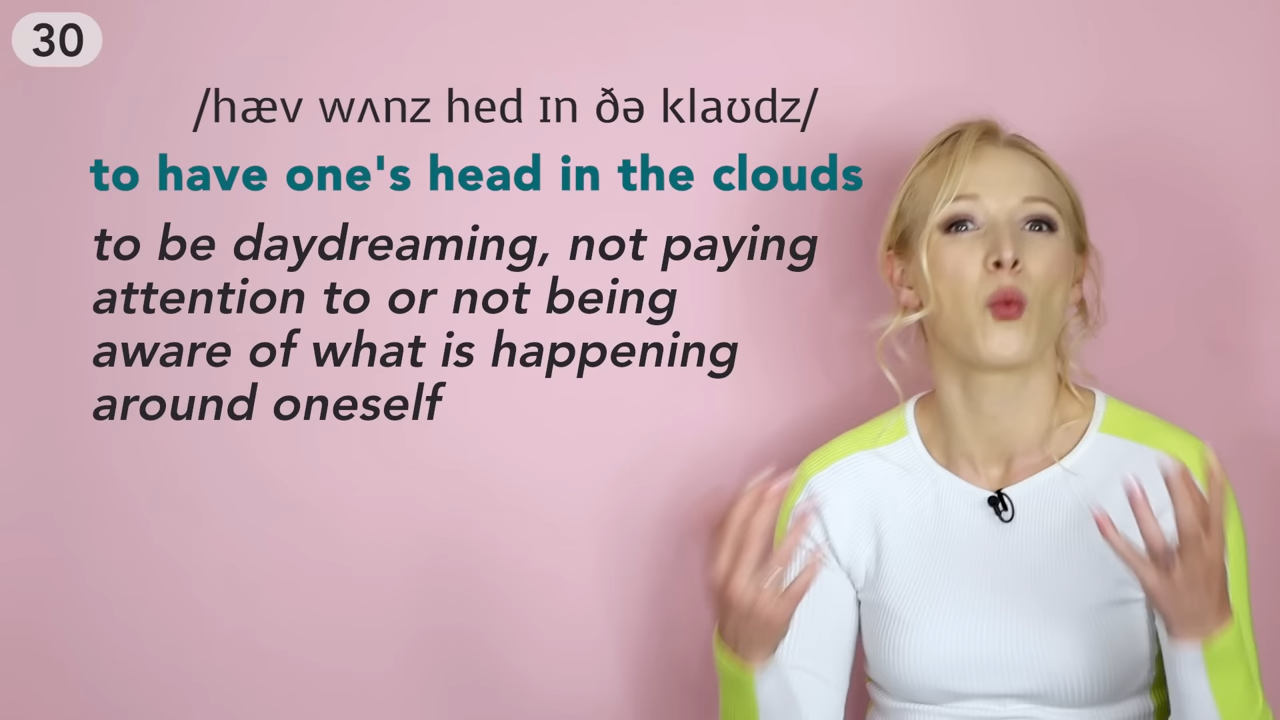 30
/hæv wʌnz hed ɪn ðə klaʊdz/
to have one's head in the clouds
to be daydreaming, not paying
attention to or not being
aware of what is happening
around oneself